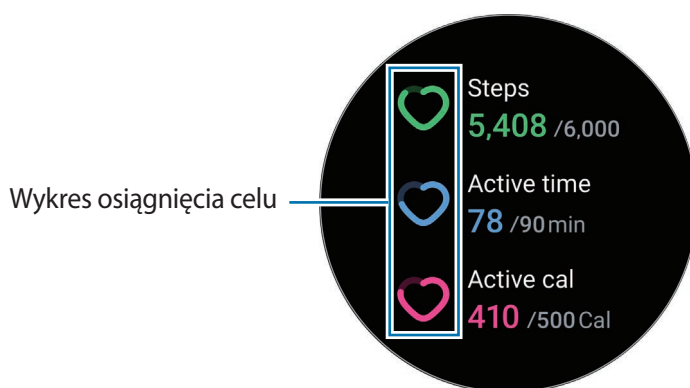 Steps
5,408 /6,000
Wykres osiągnięcia celu
Active time
78 /90 min
Active cal
410 /500 Cal